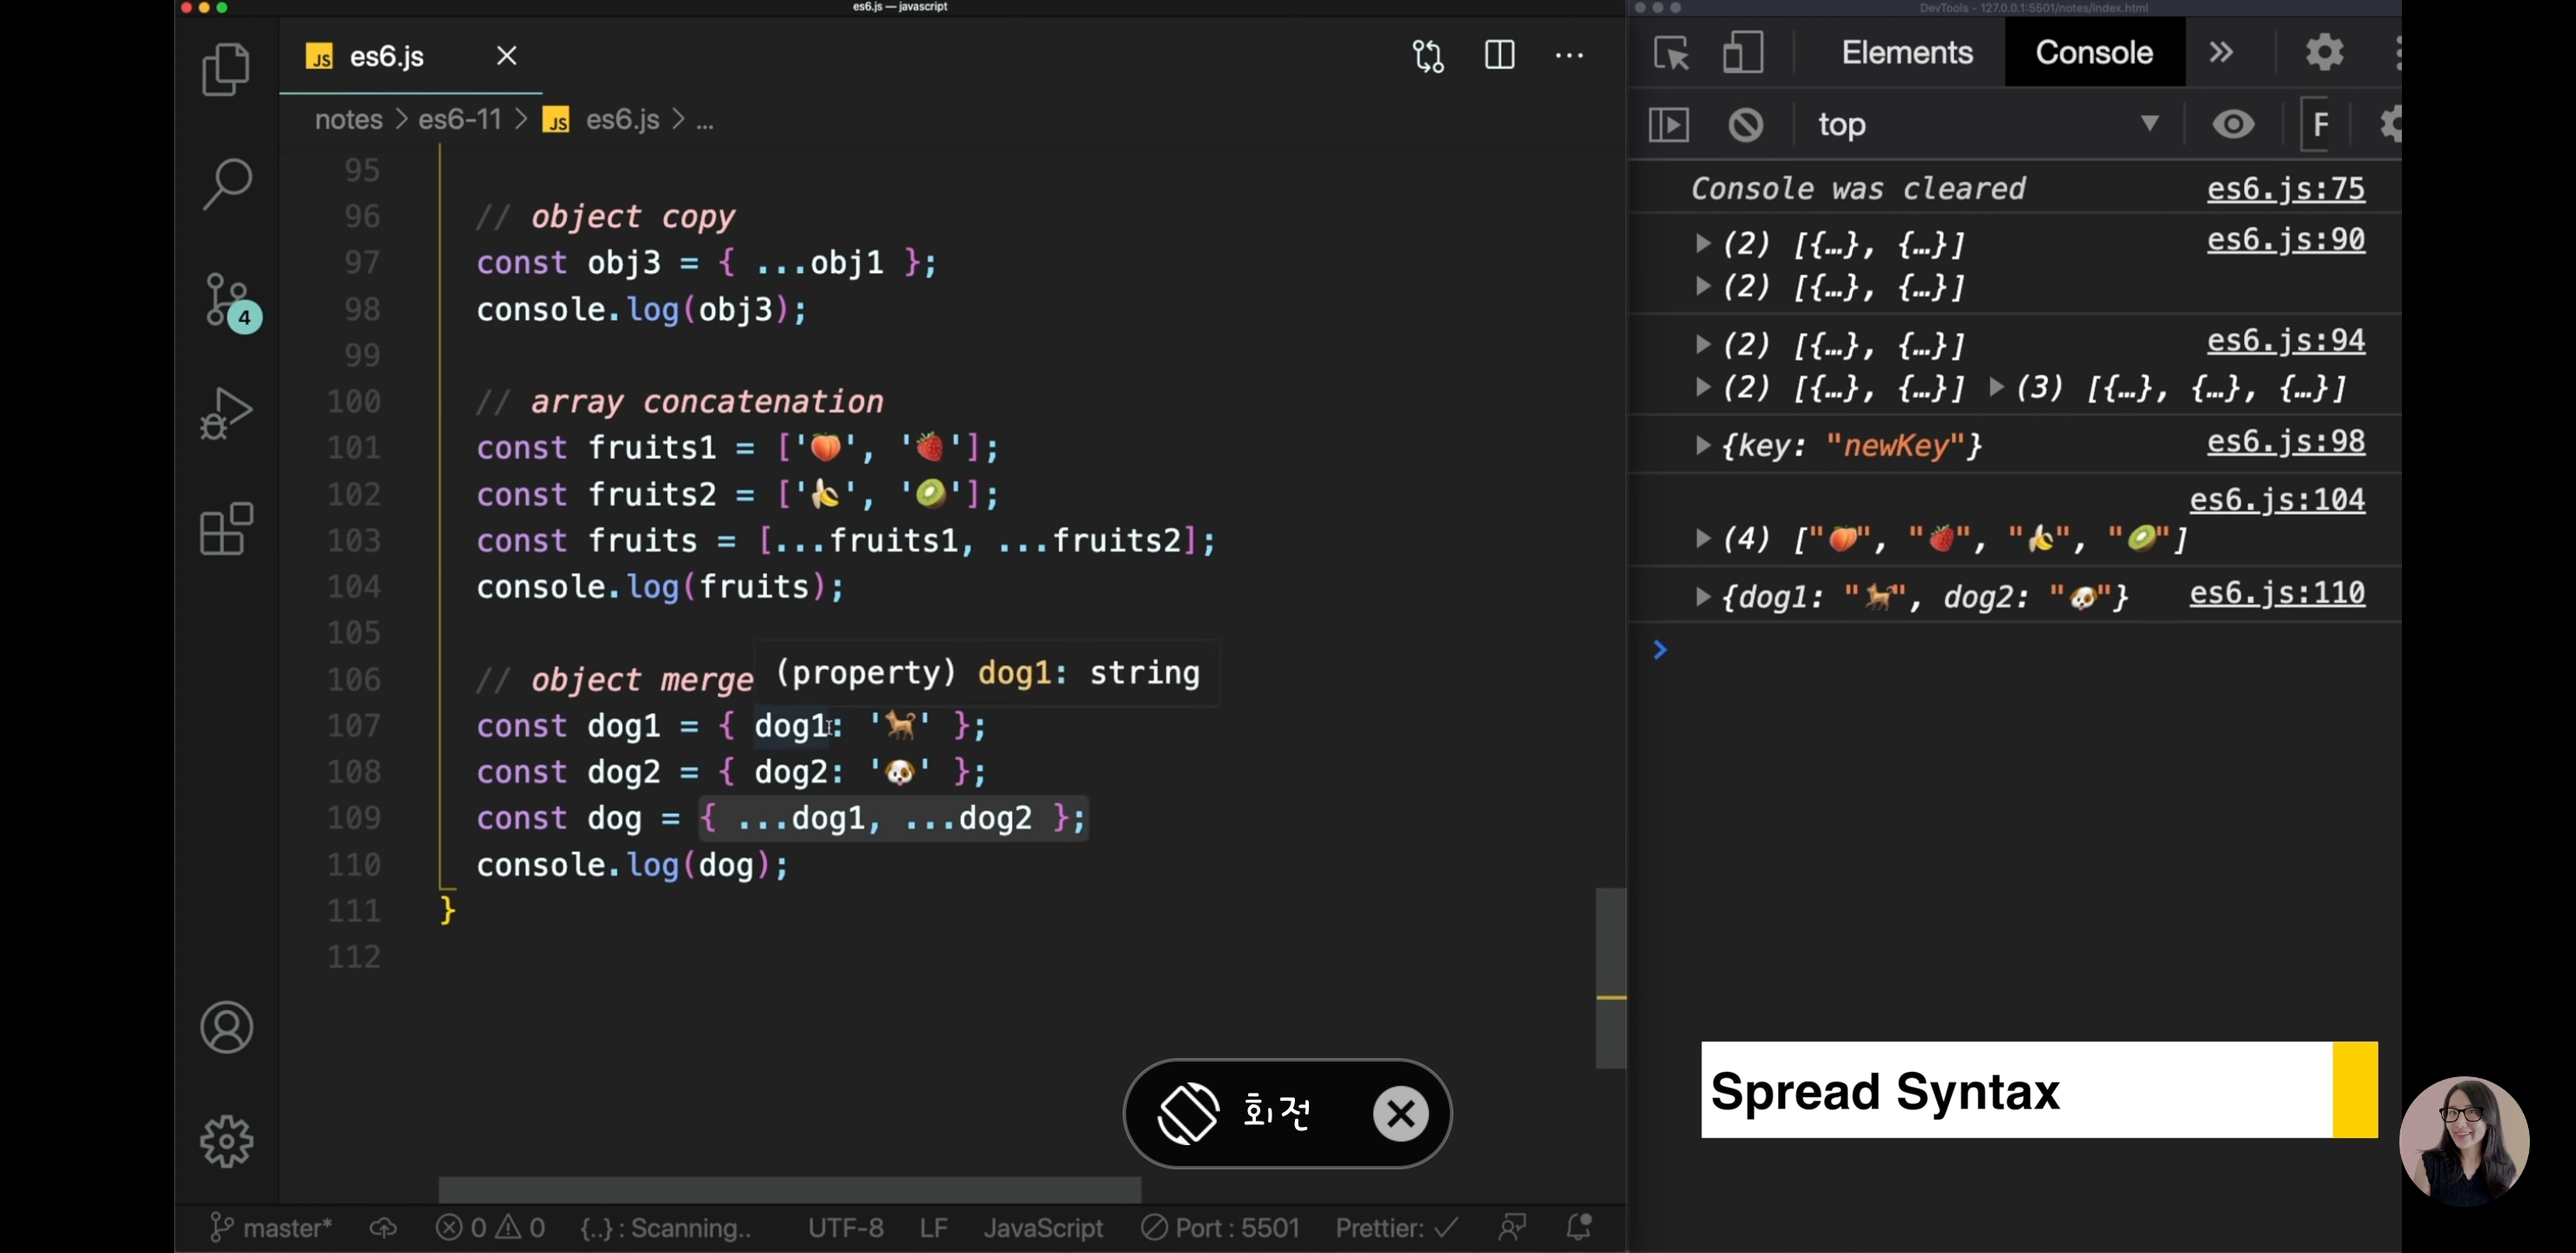 es6.js — javascript
JS es6.js
notes > es6-11 > JS es6.js > ...
95
96 // object copy
97 const obj3 = { ...obj1 };
98 console.log(obj3);
99
100 // array concatenation
101 const fruits1 = ['🍑', '🍓'];
102 const fruits2 = ['🍌', '🥝'];
103 const fruits = [...fruits1, ...fruits2];
104 console.log(fruits);
105
106 // object merge
(property) dog1: string
107 const dog1 = { dog1: '🐕' };
108 const dog2 = { dog2: '🐶' };
109 const dog = { ...dog1, ...dog2 };
110 console.log(dog);
111 }
112
4
회전
master* 0 0 {..} : Scanning.. UTF-8 LF JavaScript Port : 5501 Prettier: ✓
DevTools - 127.0.0.1:5501/notes/index.html
Elements Console »
top F
Console was cleared es6.js:75
(2) [{…}, {…}] es6.js:90
(2) [{…}, {…}]
(2) [{…}, {…}] es6.js:94
(2) [{…}, {…}] (3) [{…}, {…}, {…}]
{key: "newKey"} es6.js:98
es6.js:104
(4) ["🍑", "🍓", "🍌", "🥝"]
{dog1: "🐕", dog2: "🐶"} es6.js:110
>
Spread Syntax